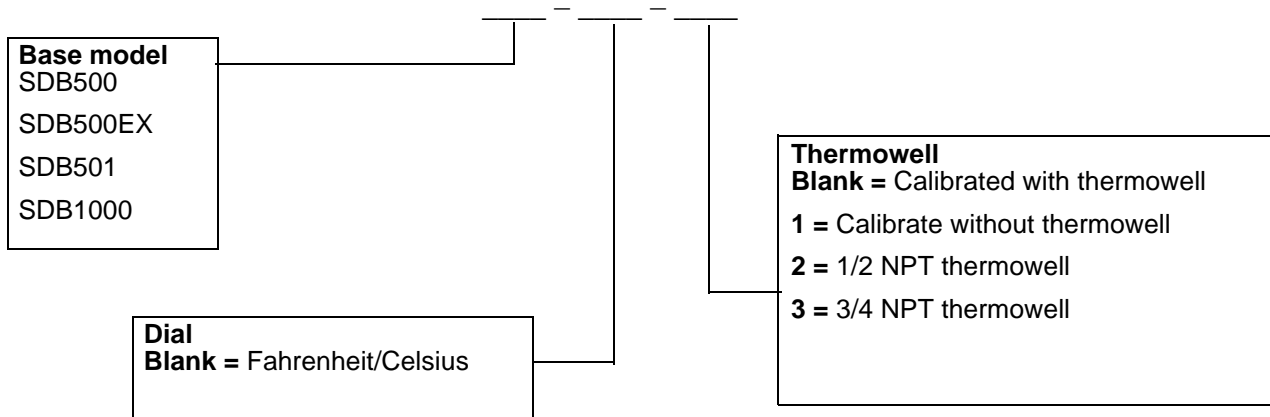 ____ – ____ – ____
Base model
SDB500
SDB500EX
SDB501
SDB1000
Thermowell
Blank = Calibrated with thermowell
1 = Calibrate without thermowell
2 = 1/2 NPT thermowell
3 = 3/4 NPT thermowell
Dial
Blank = Fahrenheit/Celsius